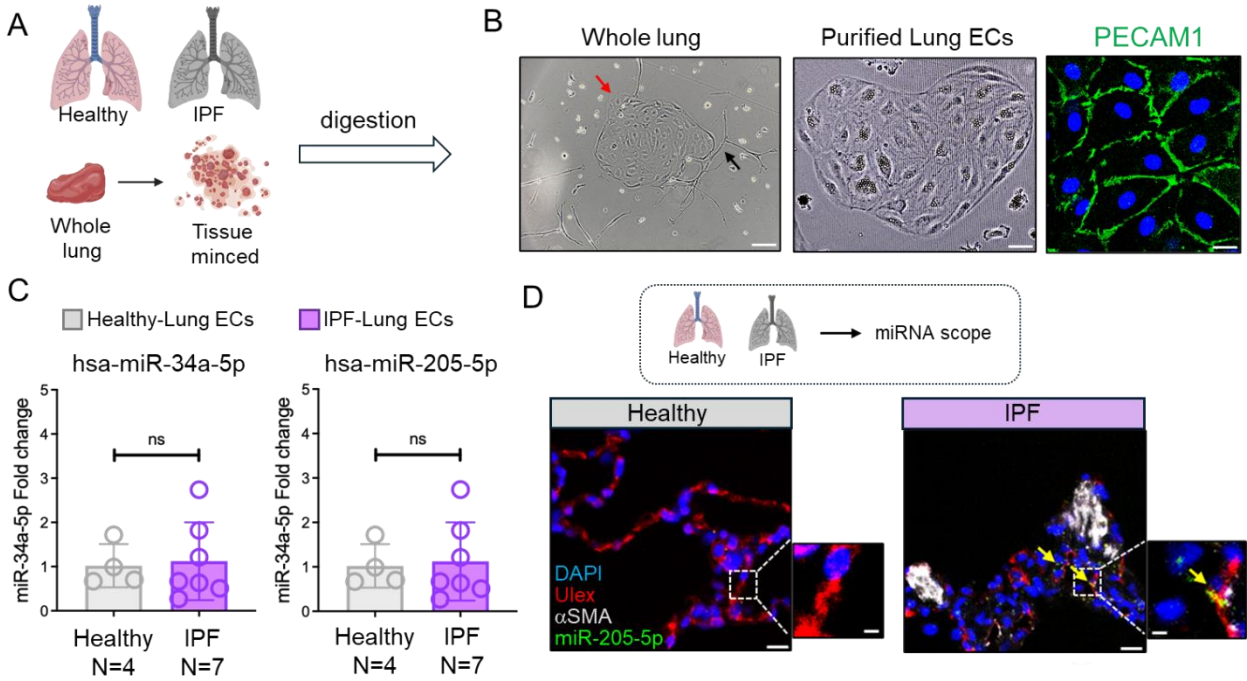 A
Healthy
IPF
Whole
lung
Tissue
minced
digestion
B
Whole lung
Purified Lung ECs
PECAM1
C
Healthy-Lung ECs
IPF-Lung ECs
hsa-miR-34a-5p
miR-34a-5p Fold change
5
4
3
2
1
0
ns
Healthy
N=4
IPF
N=7
hsa-miR-205-5p
miR-34a-5p Fold change
5
4
3
2
1
0
ns
Healthy
N=4
IPF
N=7
D
Healthy
IPF
miRNA scope
Healthy
DAPI
Ulex
αSMA
miR-205-5p
IPF